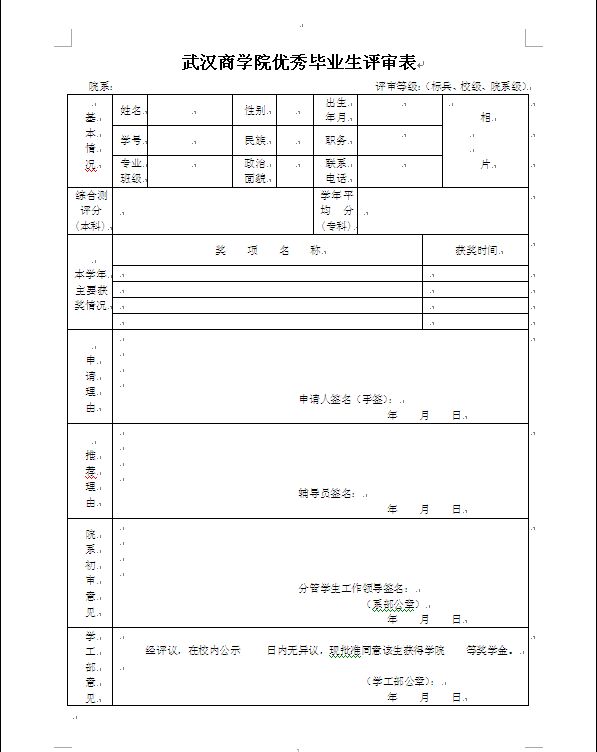 武汉商学院优秀毕业生评审表
院系: 评审等级:(标兵、校级、院系级)
基本情况 姓名 性别 出生年月 相片
学号 民族 职务
专业班级 政治面貌 联系电话
综合测评分(本科) 学年平均分(专科)
本学年主要获奖情况 奖项名称 获奖时间
申请理由
申请人签名(手签):
年 月 日
推荐理由
辅导员签名:
年 月 日
院系初审意见
分管学生工作领导签名:
(系部公章)
年 月 日
学工部意见
经评议,在校内公示 日内无异议,现批准同意该生获得学院 等奖学金。
(学工部公章):
年 月 日